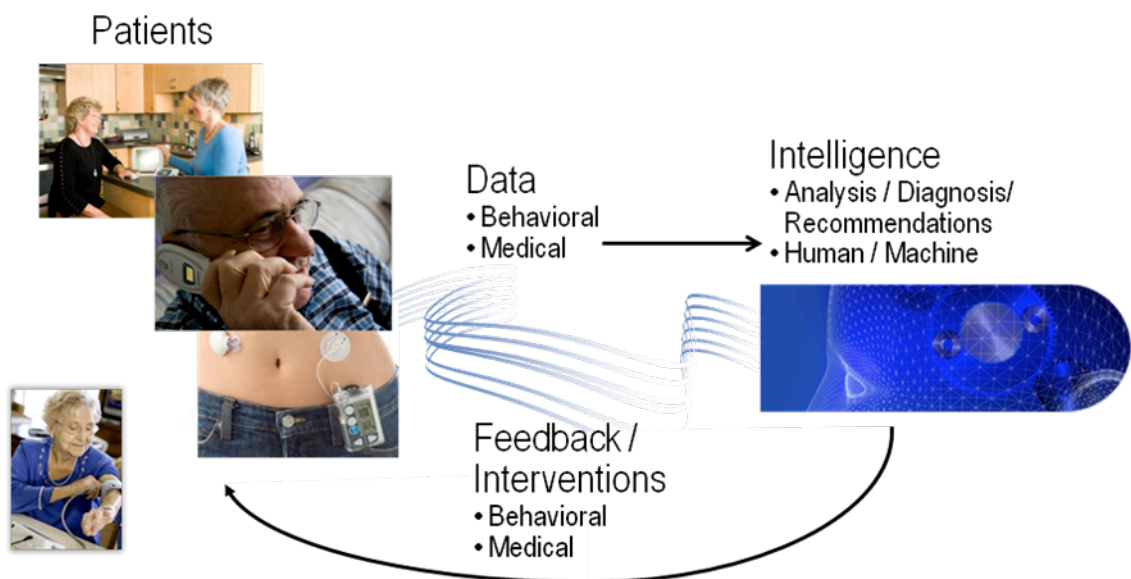 Patients
Data
• Behavioral
• Medical
Intelligence
• Analysis / Diagnosis/
Recommendations
• Human / Machine
Feedback /
Interventions
• Behavioral
• Medical